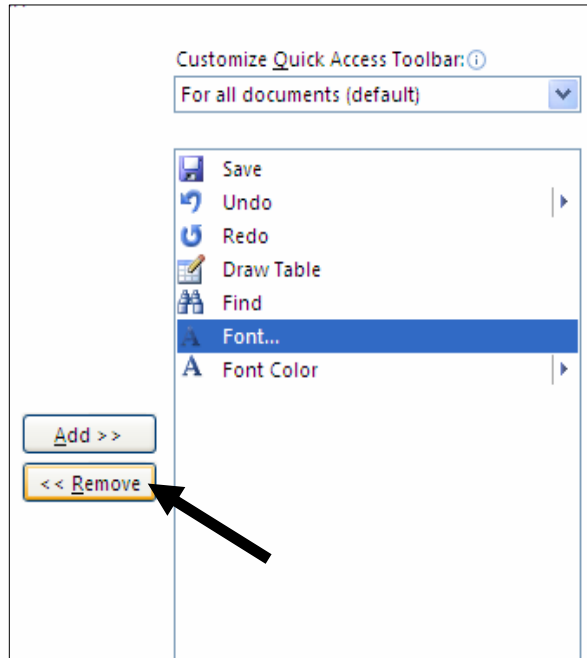 Customize Quick Access Toolbar:
For all documents (default)
Save
Undo
Redo
Draw Table
Find
Font...
Font Color
Add >>
<< Remove